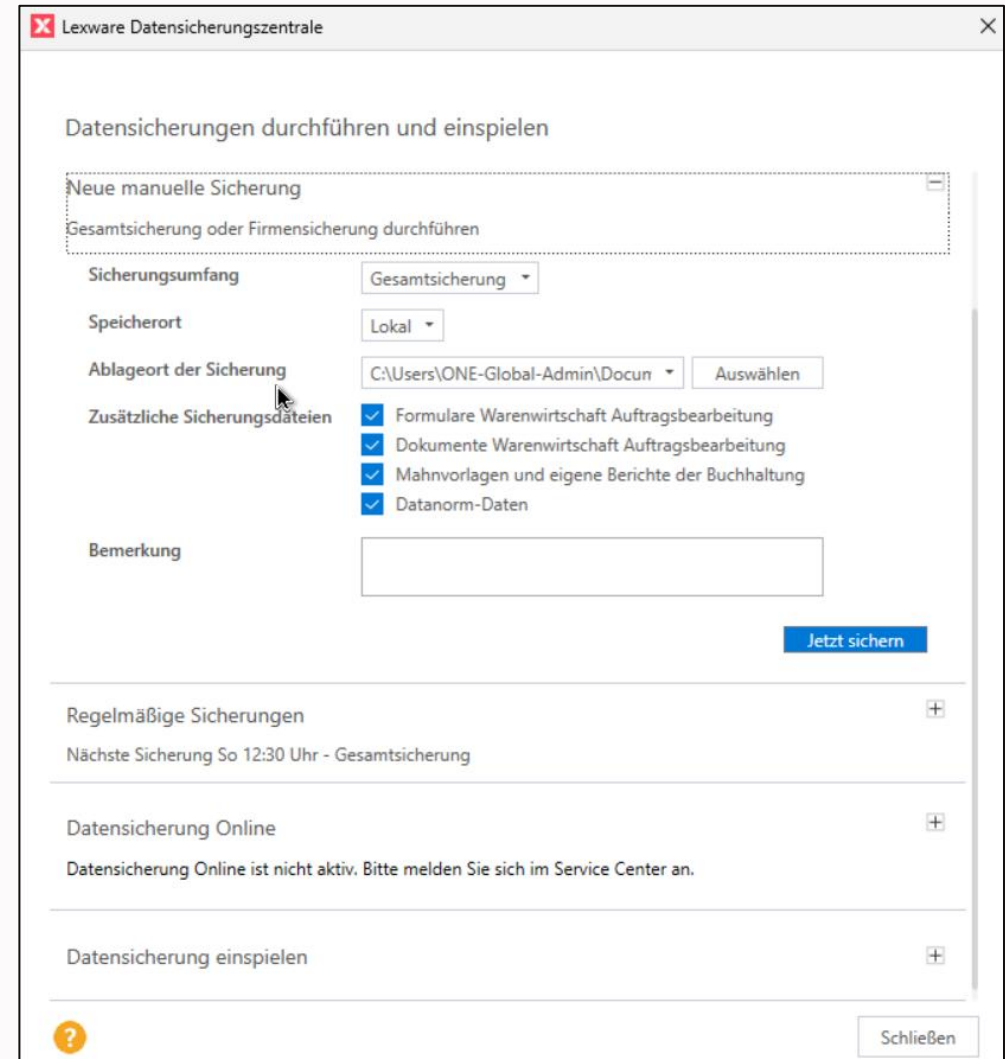 Lexware Datensicherungszentrale
Datensicherungen durchführen und einspielen
Neue manuelle Sicherung
Gesamtsicherung oder Firmensicherung durchführen
Sicherungsumfang Gesamtsicherung
Speicherort Lokal
Ablageort der Sicherung C:\Users\ONE-Global-Admin\Docum Auswählen
Zusätzliche Sicherungsdateien Formulare Warenwirtschaft Auftragsbearbeitung
Dokumente Warenwirtschaft Auftragsbearbeitung
Mahnvorlagen und eigene Berichte der Buchhaltung
Datanorm-Daten
Bemerkung
Jetzt sichern
Regelmäßige Sicherungen
Nächste Sicherung So 12:30 Uhr - Gesamtsicherung
Datensicherung Online
Datensicherung Online ist nicht aktiv. Bitte melden Sie sich im Service Center an.
Datensicherung einspielen
? Schließen